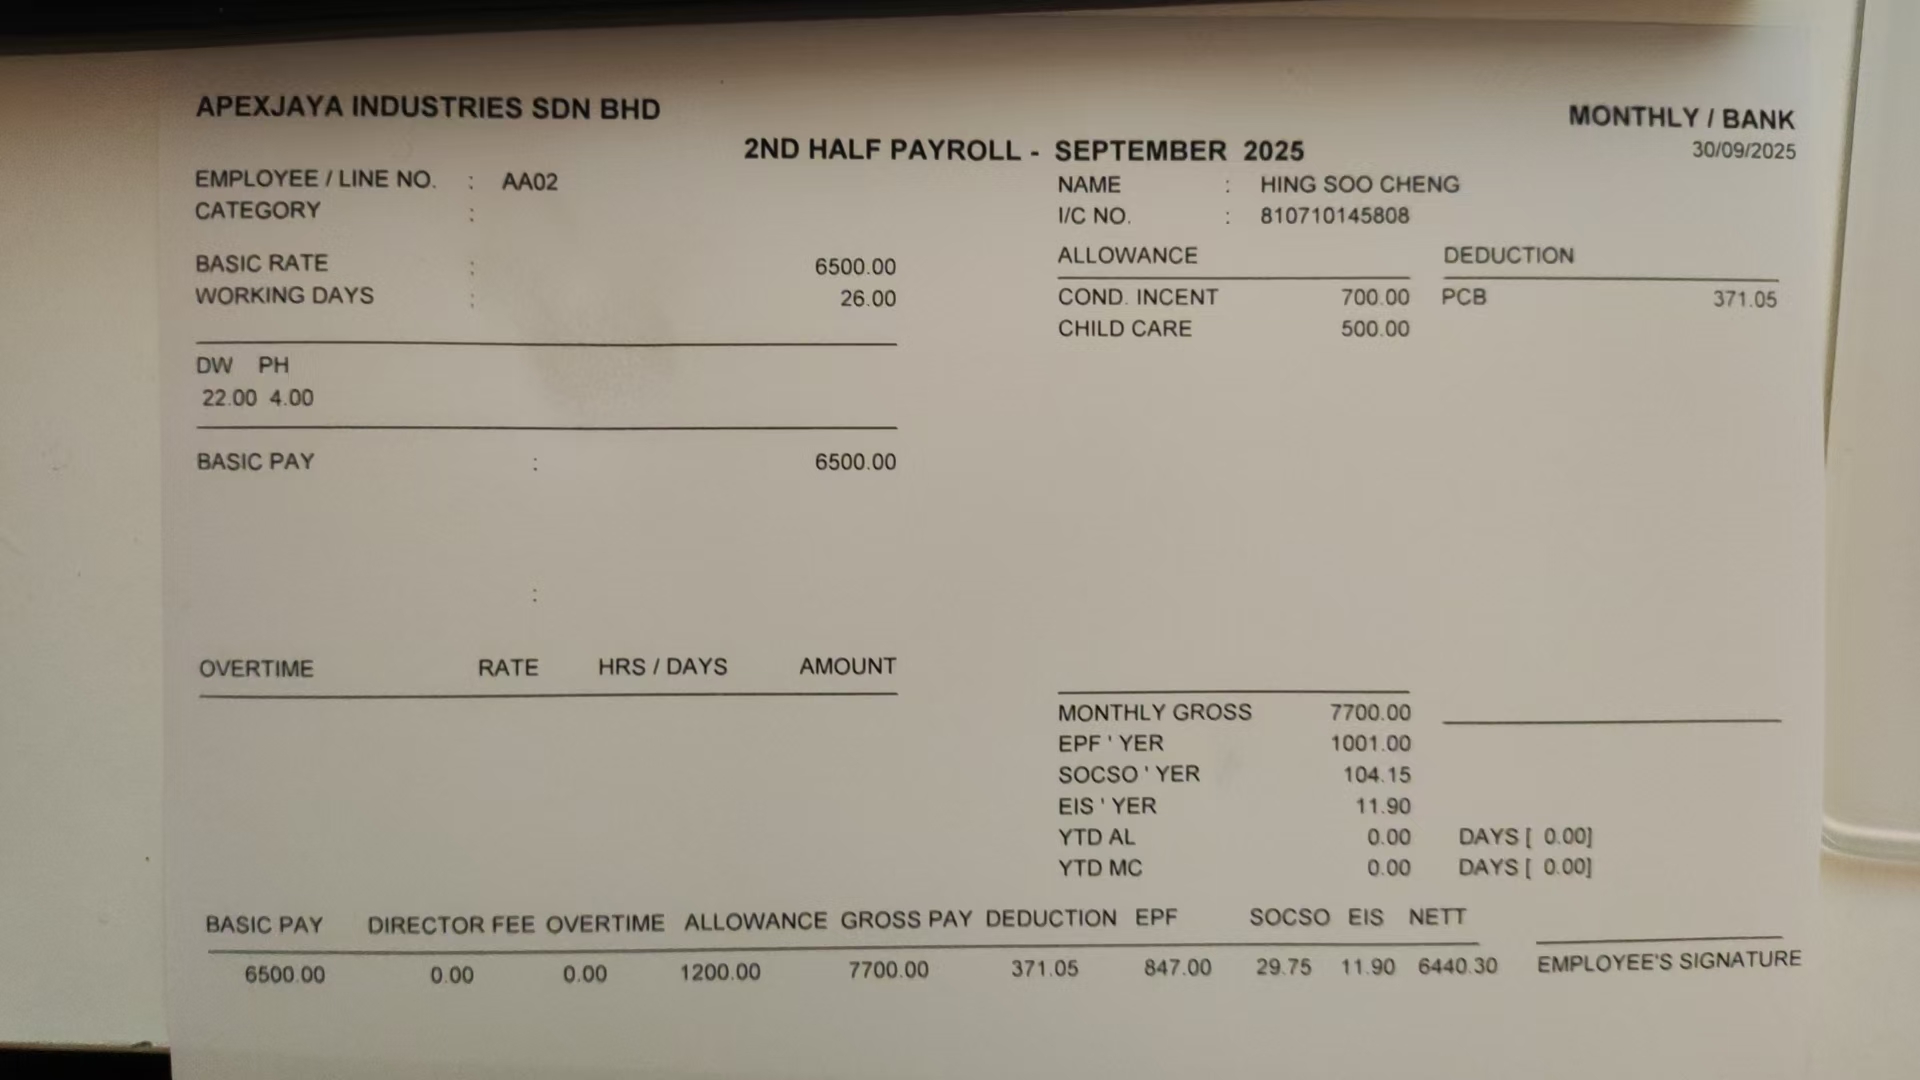 APEXJAYA INDUSTRIES SDN BHD
MONTHLY / BANK
2ND HALF PAYROLL - SEPTEMBER 2025
30/09/2025
EMPLOYEE / LINE NO. : AA02
NAME : HING SOO CHENG
CATEGORY :
I/C NO. : 810710145808
ALLOWANCE DEDUCTION
BASIC RATE : 6500.00
WORKING DAYS : 26.00
COND. INCENT 700.00 PCB 371.05
CHILD CARE 500.00
DW PH
22.00 4.00
BASIC PAY : 6500.00
:
OVERTIME RATE HRS / DAYS AMOUNT
MONTHLY GROSS 7700.00
EPF ' YER 1001.00
SOCSO ' YER 104.15
EIS ' YER 11.90
YTD AL 0.00 DAYS [ 0.00]
YTD MC 0.00 DAYS [ 0.00]
BASIC PAY DIRECTOR FEE OVERTIME ALLOWANCE GROSS PAY DEDUCTION EPF SOCSO EIS NETT
6500.00 0.00 0.00 1200.00 7700.00 371.05 847.00 29.75 11.90 6440.30 EMPLOYEE'S SIGNATURE